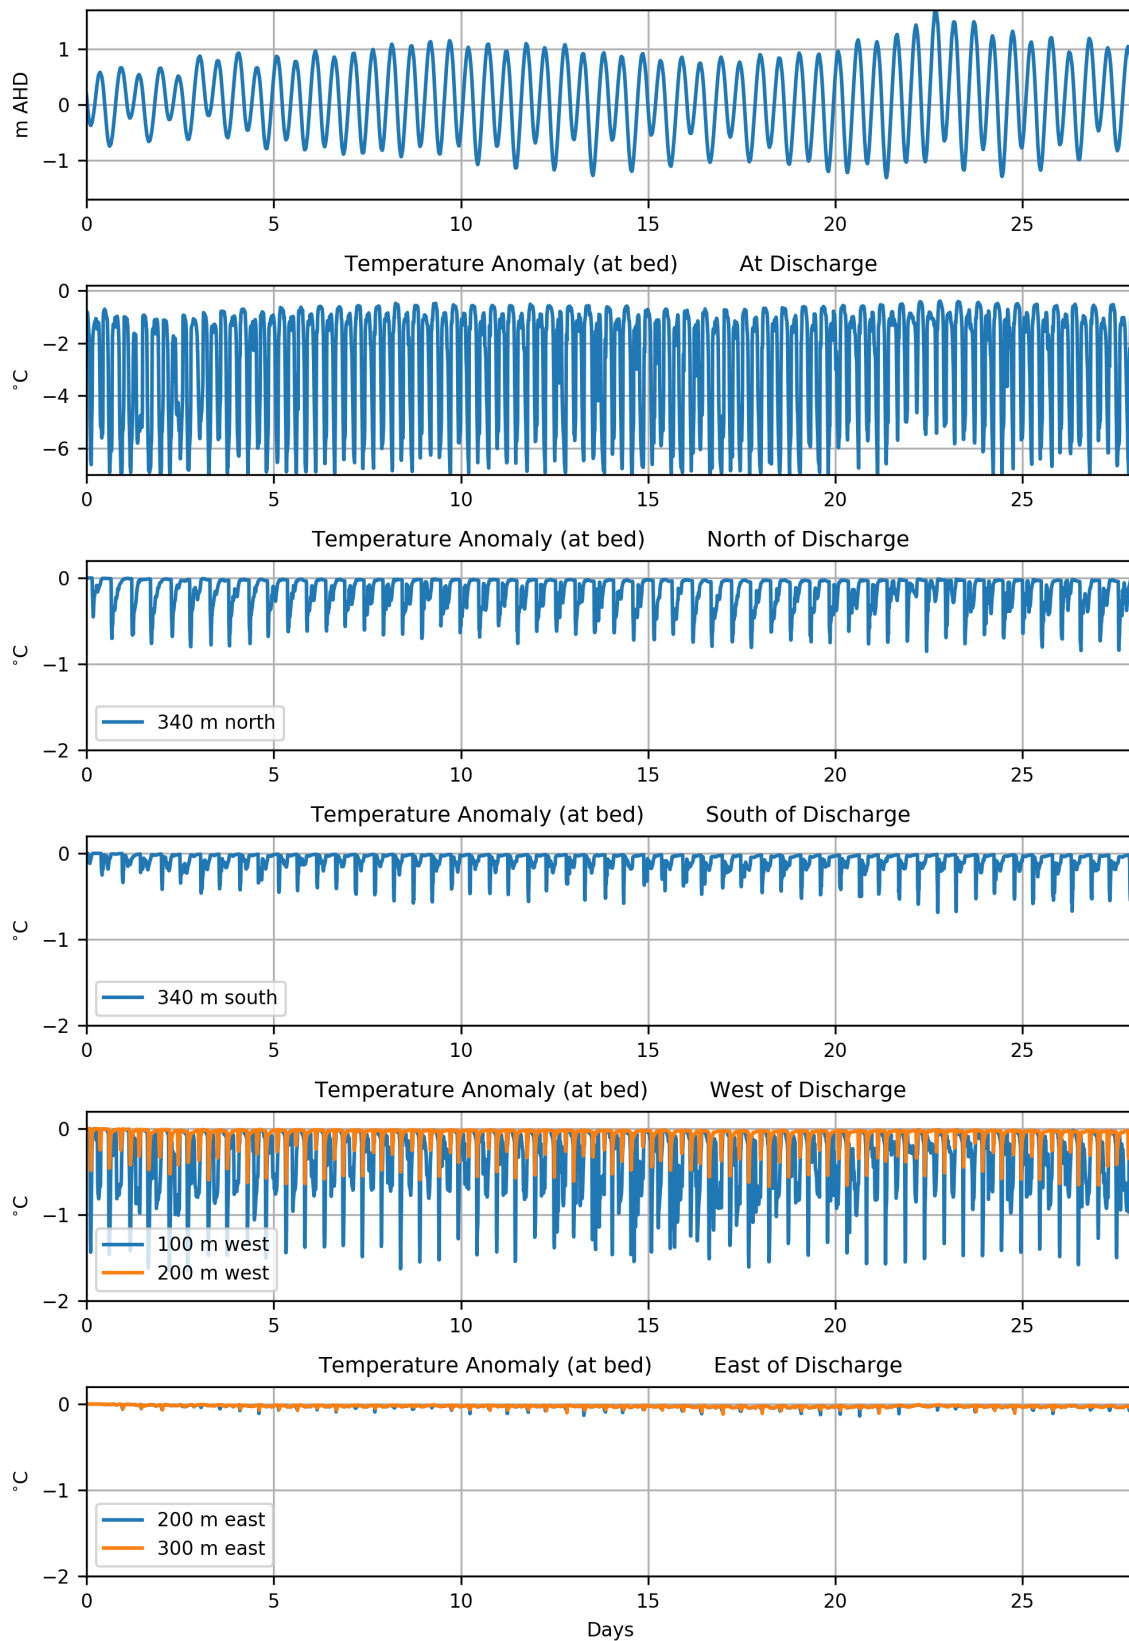 1
0
−1
m AHD
0 5 10 15 20 25
Temperature Anomaly (at bed) At Discharge
0
−2
−4
−6
°C
0 5 10 15 20 25
Temperature Anomaly (at bed) North of Discharge
0
−1
−2
°C
340 m north
0 5 10 15 20 25
Temperature Anomaly (at bed) South of Discharge
0
−1
−2
°C
340 m south
0 5 10 15 20 25
Temperature Anomaly (at bed) West of Discharge
0
−1
−2
°C
100 m west
200 m west
0 5 10 15 20 25
Temperature Anomaly (at bed) East of Discharge
0
−1
−2
°C
200 m east
300 m east
0 5 10 15 20 25
Days